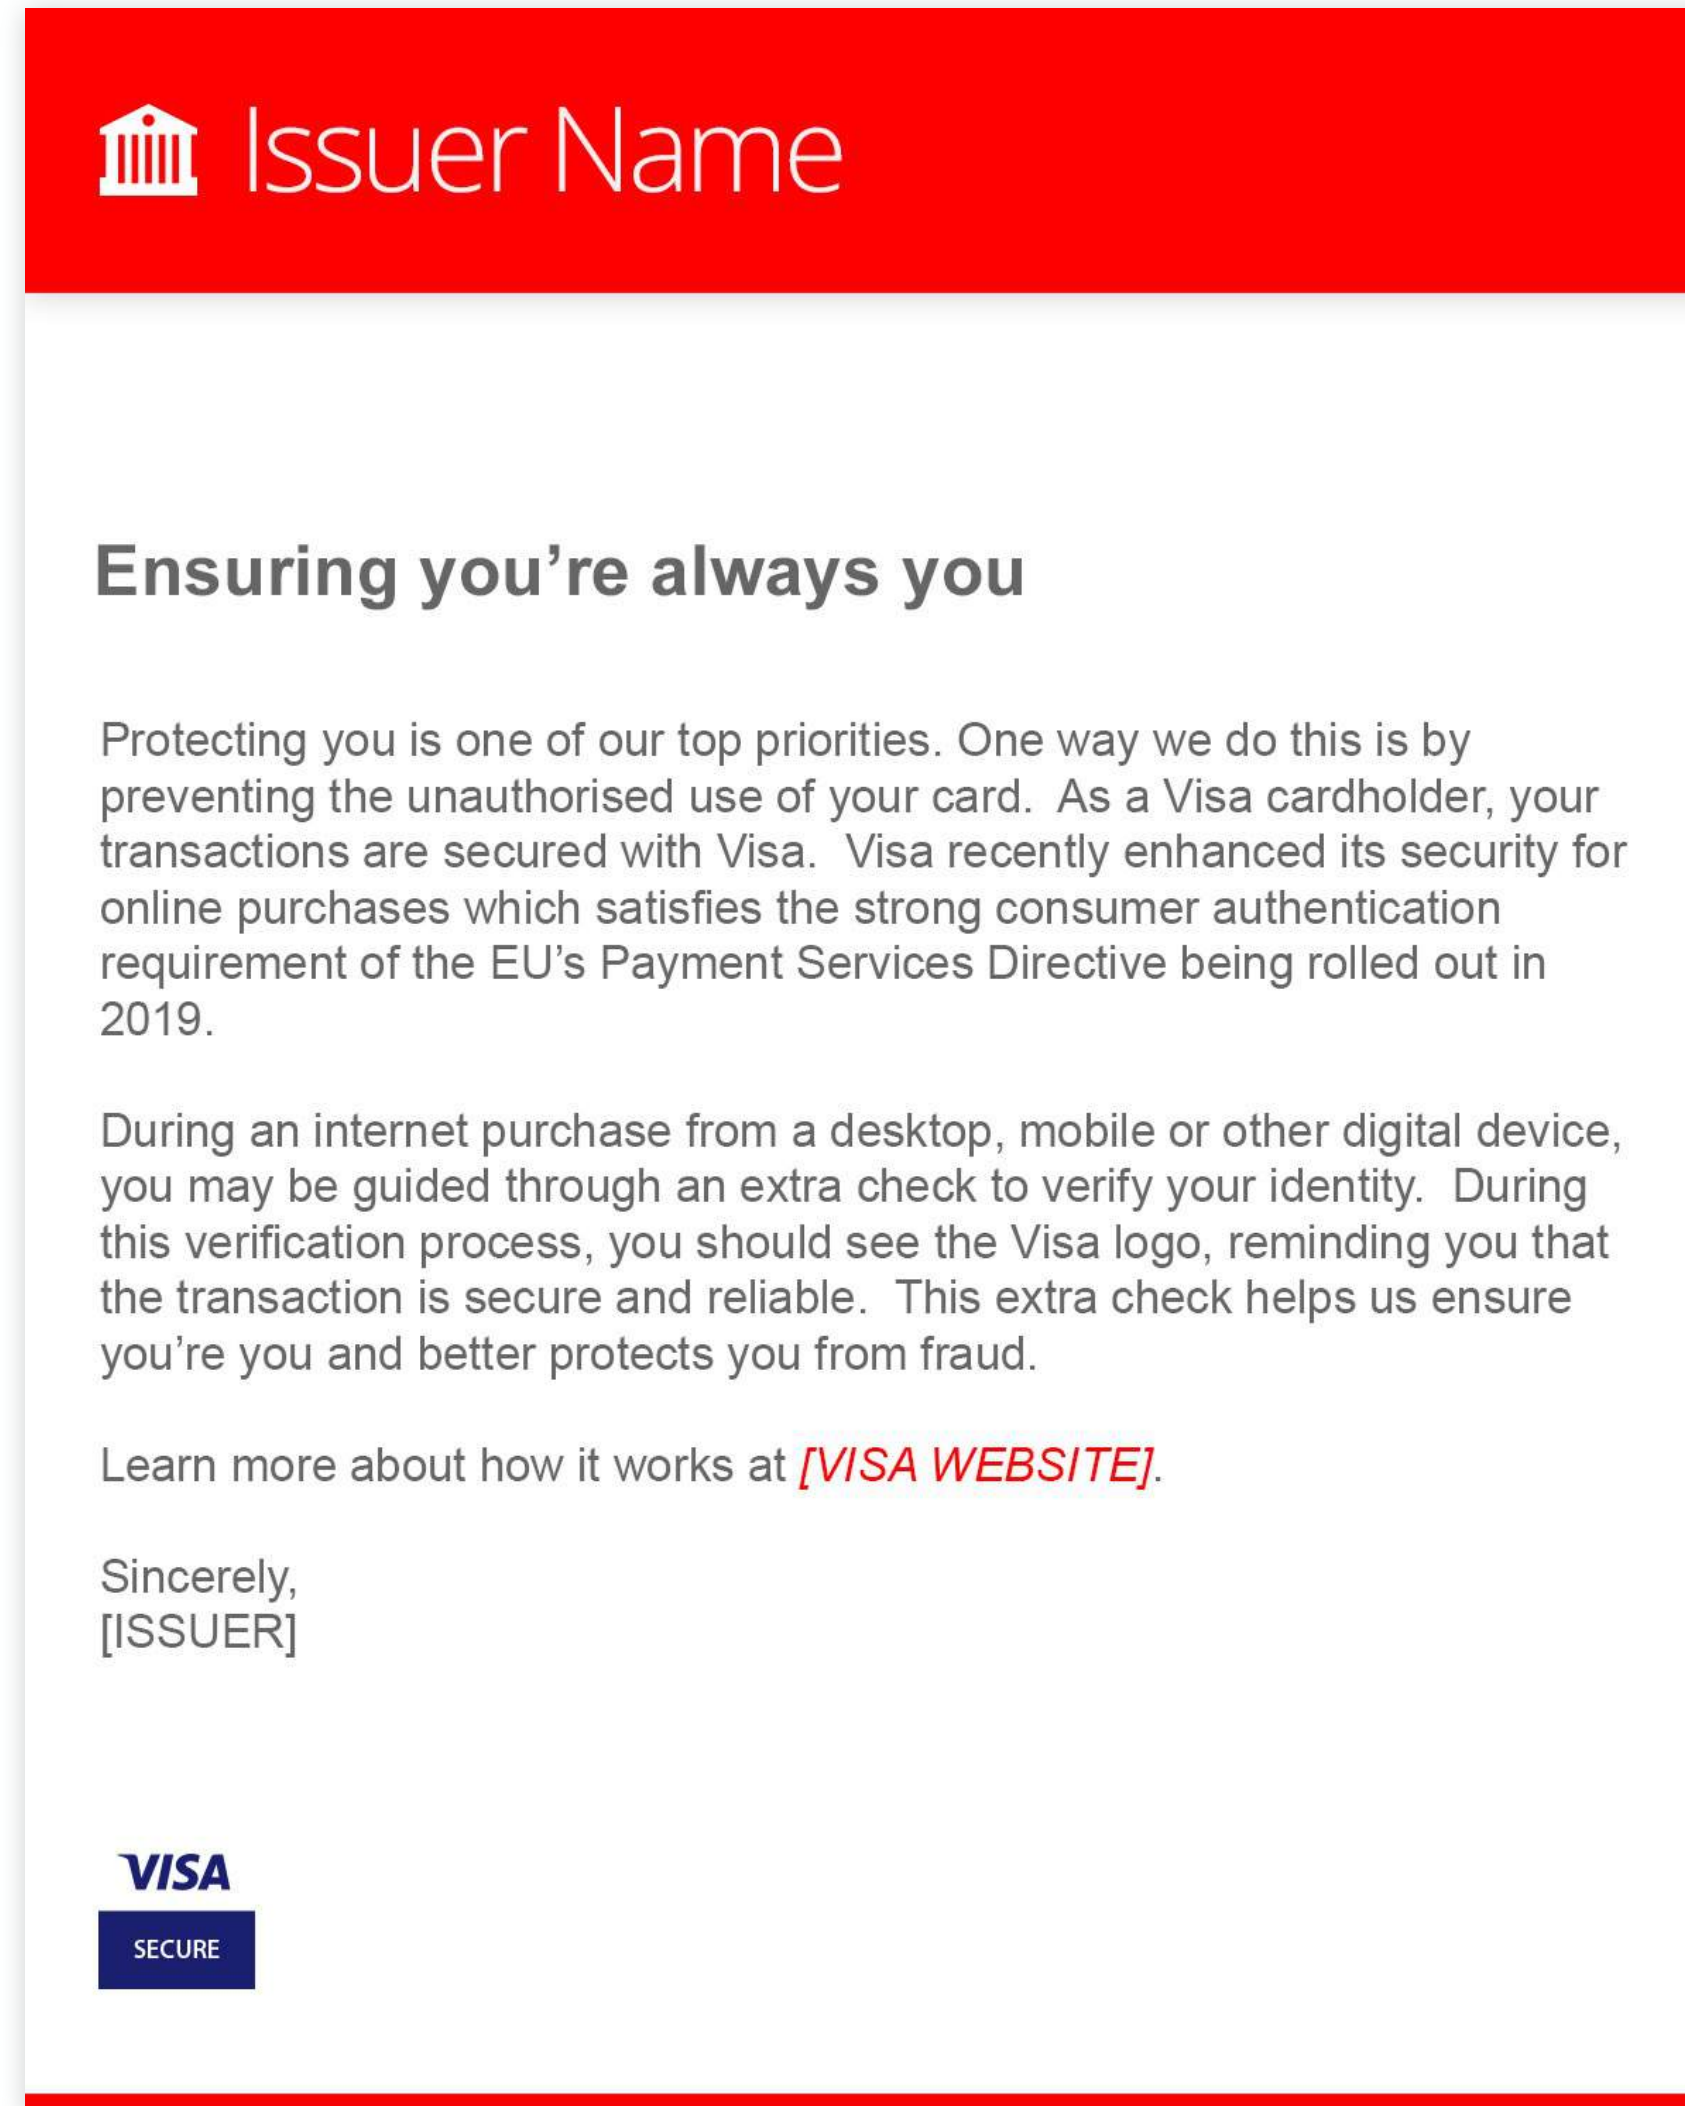 Issuer Name
Ensuring you’re always you
Protecting you is one of our top priorities. One way we do this is by
preventing the unauthorised use of your card.  As a Visa cardholder, your
transactions are secured with Visa.  Visa recently enhanced its security for
online purchases which satisfies the strong consumer authentication
requirement of the EU’s Payment Services Directive being rolled out in
2019.
During an internet purchase from a desktop, mobile or other digital device,
you may be guided through an extra check to verify your identity.  During
this verification process, you should see the Visa logo, reminding you that
the transaction is secure and reliable.  This extra check helps us ensure
you’re you and better protects you from fraud.
Learn more about how it works at [VISA WEBSITE].
Sincerely,
[ISSUER]
VISA
SECURE